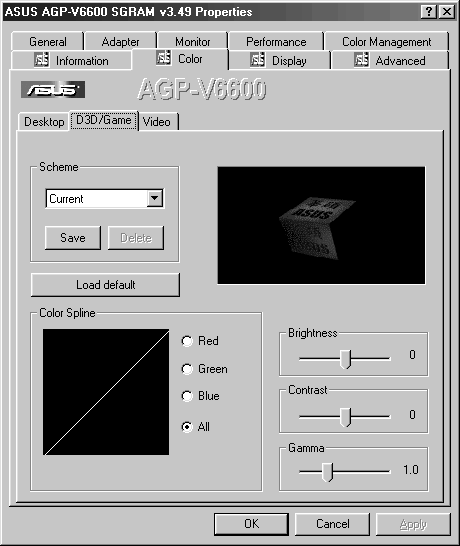 ASUS AGP-V6600 SGRAM v3.49 Properties
General Adapter Monitor Performance Color Management
Information Color Display Advanced
ASUS AGP-V6600
Desktop D3D/Game Video
Scheme
Current
Save Delete
Load default
ASUS
ASUS
Color Spline
Red
Green
Blue
All
Brightness
0
Contrast
0
Gamma
1.0
OK Cancel Apply